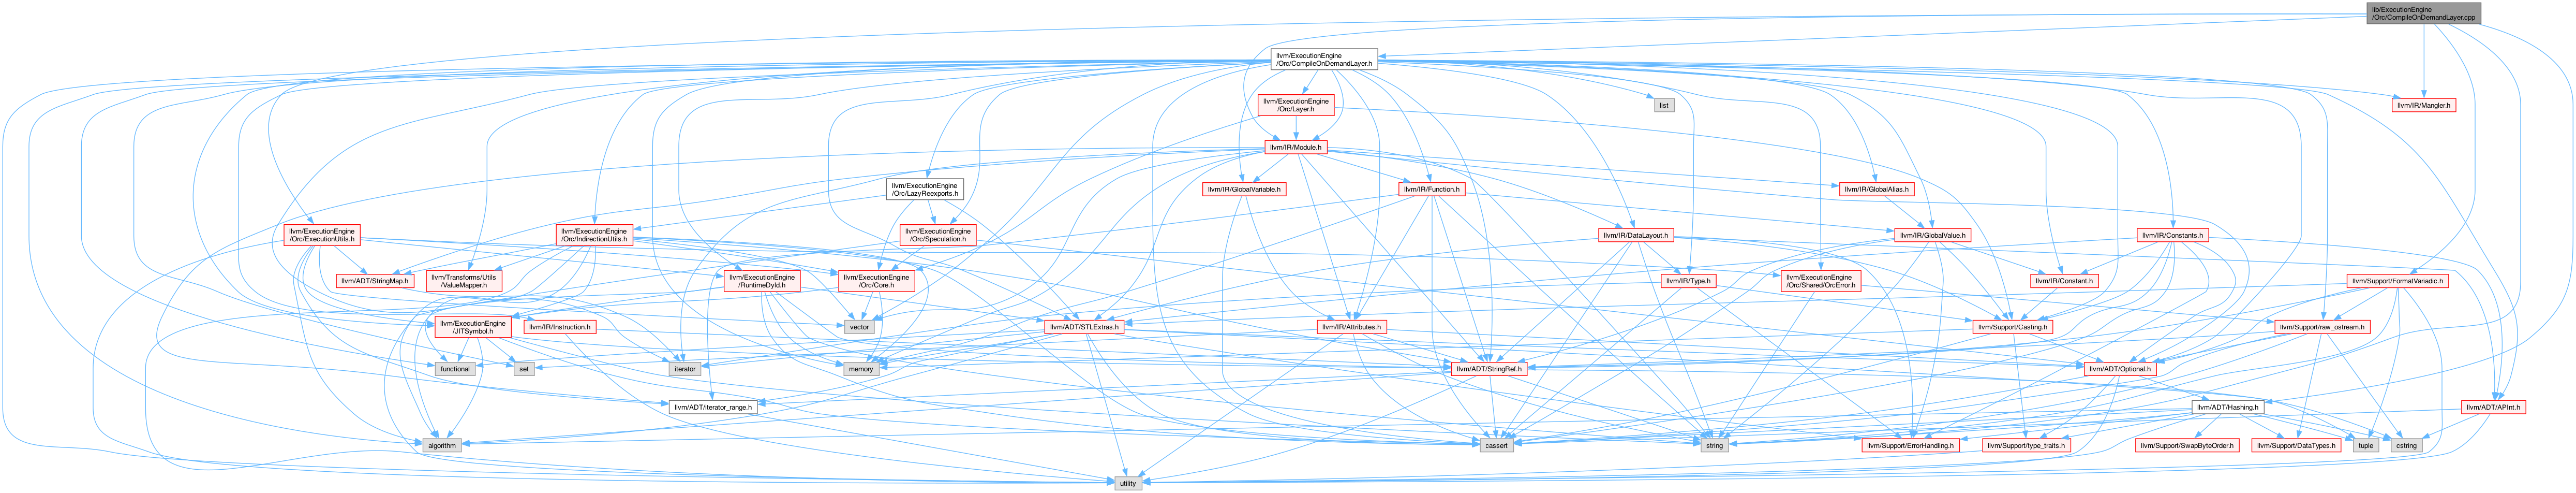 lib/ExecutionEngine
/Orc/CompileOnDemandLayer.cpp
llvm/ExecutionEngine
/Orc/CompileOnDemandLayer.h
llvm/ExecutionEngine
/Orc/Layer.h
list
llvm/IR/Mangler.h
llvm/IR/Module.h
llvm/ExecutionEngine
/Orc/LazyReexports.h
llvm/IR/GlobalVariable.h
llvm/IR/Function.h
llvm/IR/GlobalAlias.h
llvm/ExecutionEngine
/Orc/ExecutionUtils.h
llvm/ExecutionEngine
/Orc/IndirectionUtils.h
llvm/ExecutionEngine
/Orc/Speculation.h
llvm/IR/DataLayout.h
llvm/IR/GlobalValue.h
llvm/IR/Constants.h
llvm/ADT/StringMap.h
llvm/Transforms/Utils
/ValueMapper.h
llvm/ExecutionEngine
/RuntimeDyld.h
llvm/ExecutionEngine
/Orc/Core.h
llvm/IR/Type.h
llvm/ExecutionEngine
/Orc/Shared/OrcError.h
llvm/IR/Constant.h
llvm/Support/FormatVariadic.h
llvm/ExecutionEngine
/JITSymbol.h
llvm/IR/Instruction.h
vector
llvm/ADT/STLExtras.h
llvm/IR/Attributes.h
llvm/Support/Casting.h
llvm/Support/raw_ostream.h
functional
set
iterator
memory
llvm/ADT/StringRef.h
llvm/ADT/Optional.h
llvm/ADT/iterator_range.h
llvm/ADT/Hashing.h
llvm/ADT/APInt.h
algorithm
cassert
string
llvm/Support/ErrorHandling.h
llvm/Support/type_traits.h
llvm/Support/SwapByteOrder.h
llvm/Support/DataTypes.h
tuple
cstring
utility